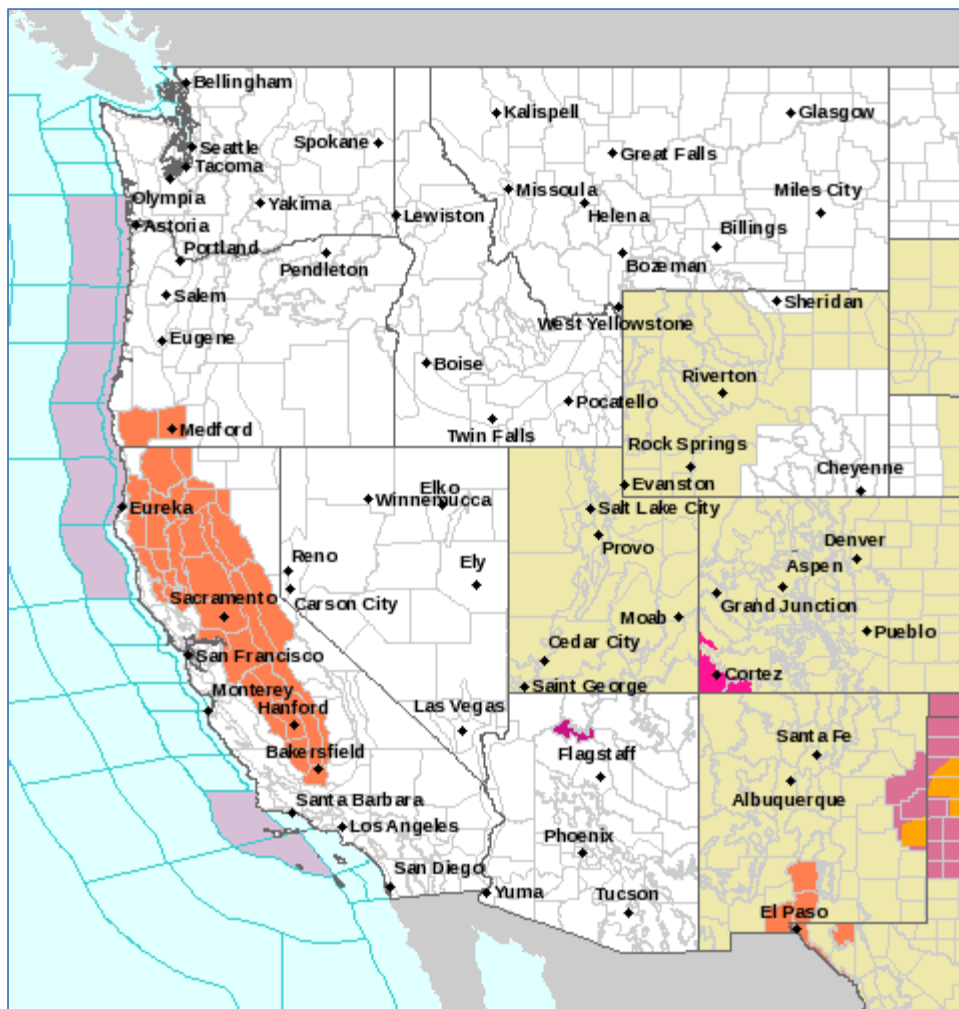 Bellingham
Kalispell
Glasgow
Seattle
Spokane
Great Falls
Tacoma
Missoula
Miles City
Olympia
Yakima
Helena
Lewiston
Astoria
Billings
Portland
Pendleton
Bozeman
Salem
Sheridan
West Yellowstone
Eugene
Boise
Riverton
Pocatello
Medford
Twin Falls
Rock Springs
Cheyenne
Evanston
Elko
Winnemucca
Eureka
Salt Lake City
Provo
Denver
Reno
Ely
Aspen
Sacramento
Carson City
Grand Junction
Moab
Pueblo
San Francisco
Cedar City
Cortez
Monterey
Saint George
Hanford
Las Vegas
Santa Fe
Bakersfield
Flagstaff
Albuquerque
Santa Barbara
Los Angeles
Phoenix
San Diego
Yuma
Tucson
El Paso